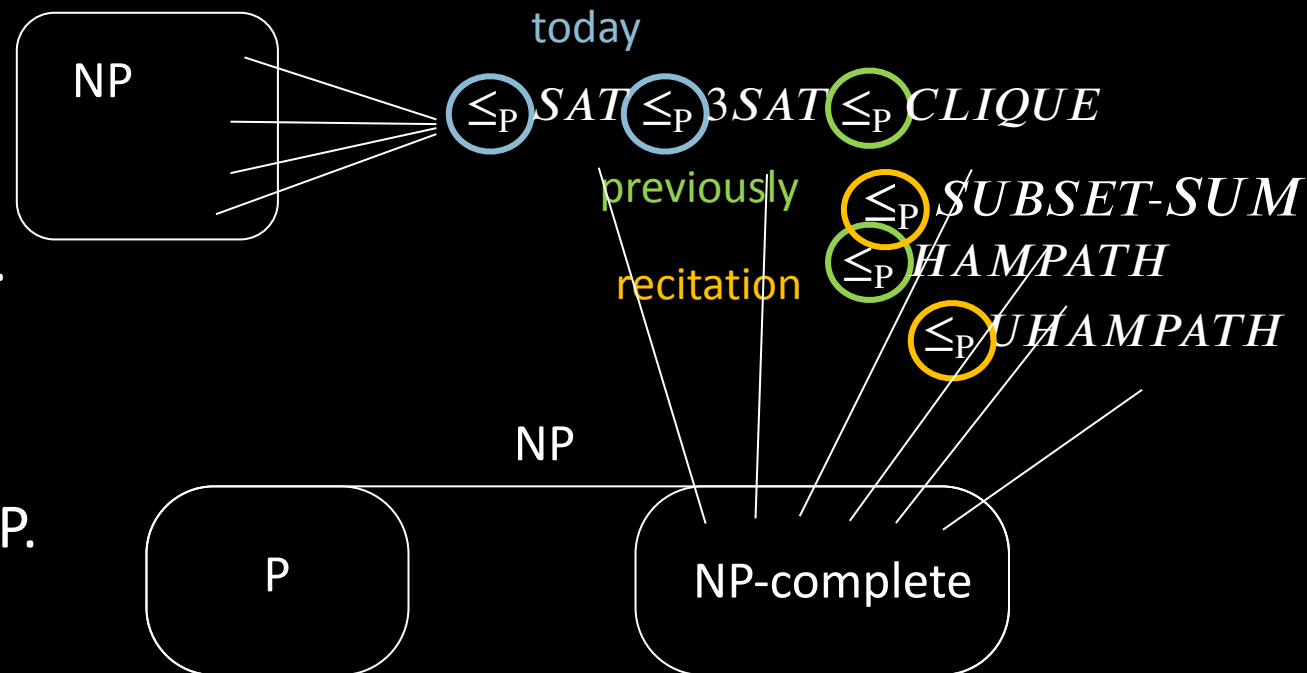 today
NP
≤P SAT ≤P 3SAT ≤P CLIQUE
previously
≤P SUBSET-SUM
≤P HAMPATH
recitation
≤P UHAMPATH
NP
P.
P
NP-complete